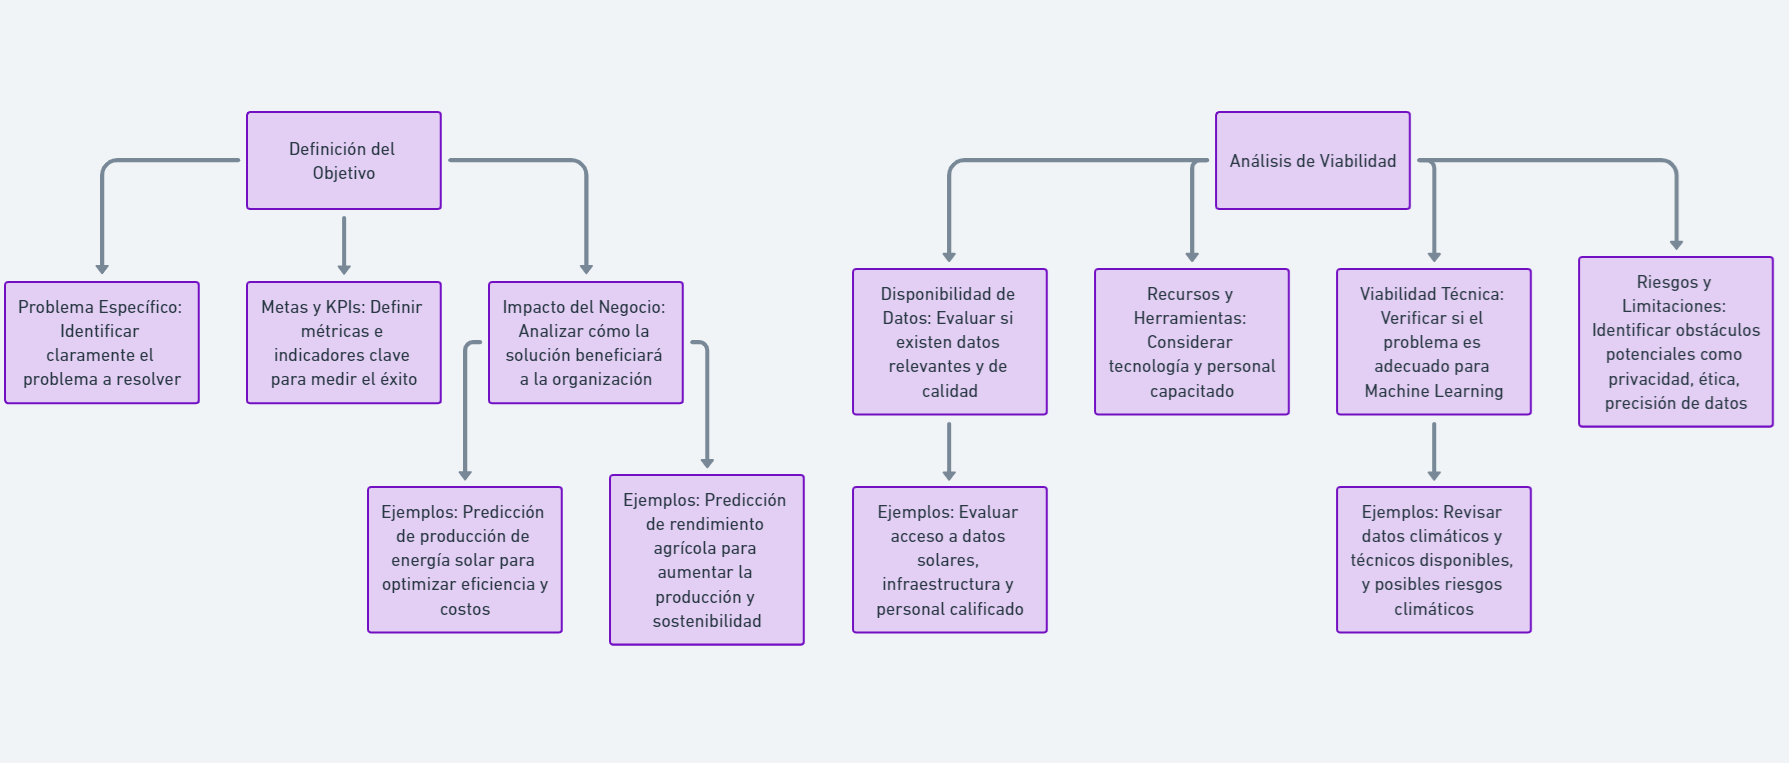 Definición del
Objetivo
Análisis de Viabilidad
Problema Específico:
Identificar
claramente el
problema a resolver
Metas y KPIs: Definir
métricas e
indicadores clave
para medir el éxito
Impacto del Negocio:
Analizar cómo la
solución beneficiará
a la organización
Disponibilidad de
Datos: Evaluar si
existen datos
relevantes y de
calidad
Recursos y
Herramientas:
Considerar
tecnología y personal
capacitado
Viabilidad Técnica:
Verificar si el
problema es
adecuado para
Machine Learning
Riesgos y
Limitaciones:
Identificar obstáculos
potenciales como
privacidad, ética,
precisión de datos
Ejemplos: Predicción
de producción de
energía solar para
optimizar eficiencia y
costos
Ejemplos: Predicción
de rendimiento
agrícola para
aumentar la
producción y
sostenibilidad
Ejemplos: Evaluar
acceso a datos
solares,
infraestructura y
personal calificado
Ejemplos: Revisar
datos climáticos y
técnicos disponibles,
y posibles riesgos
climáticos